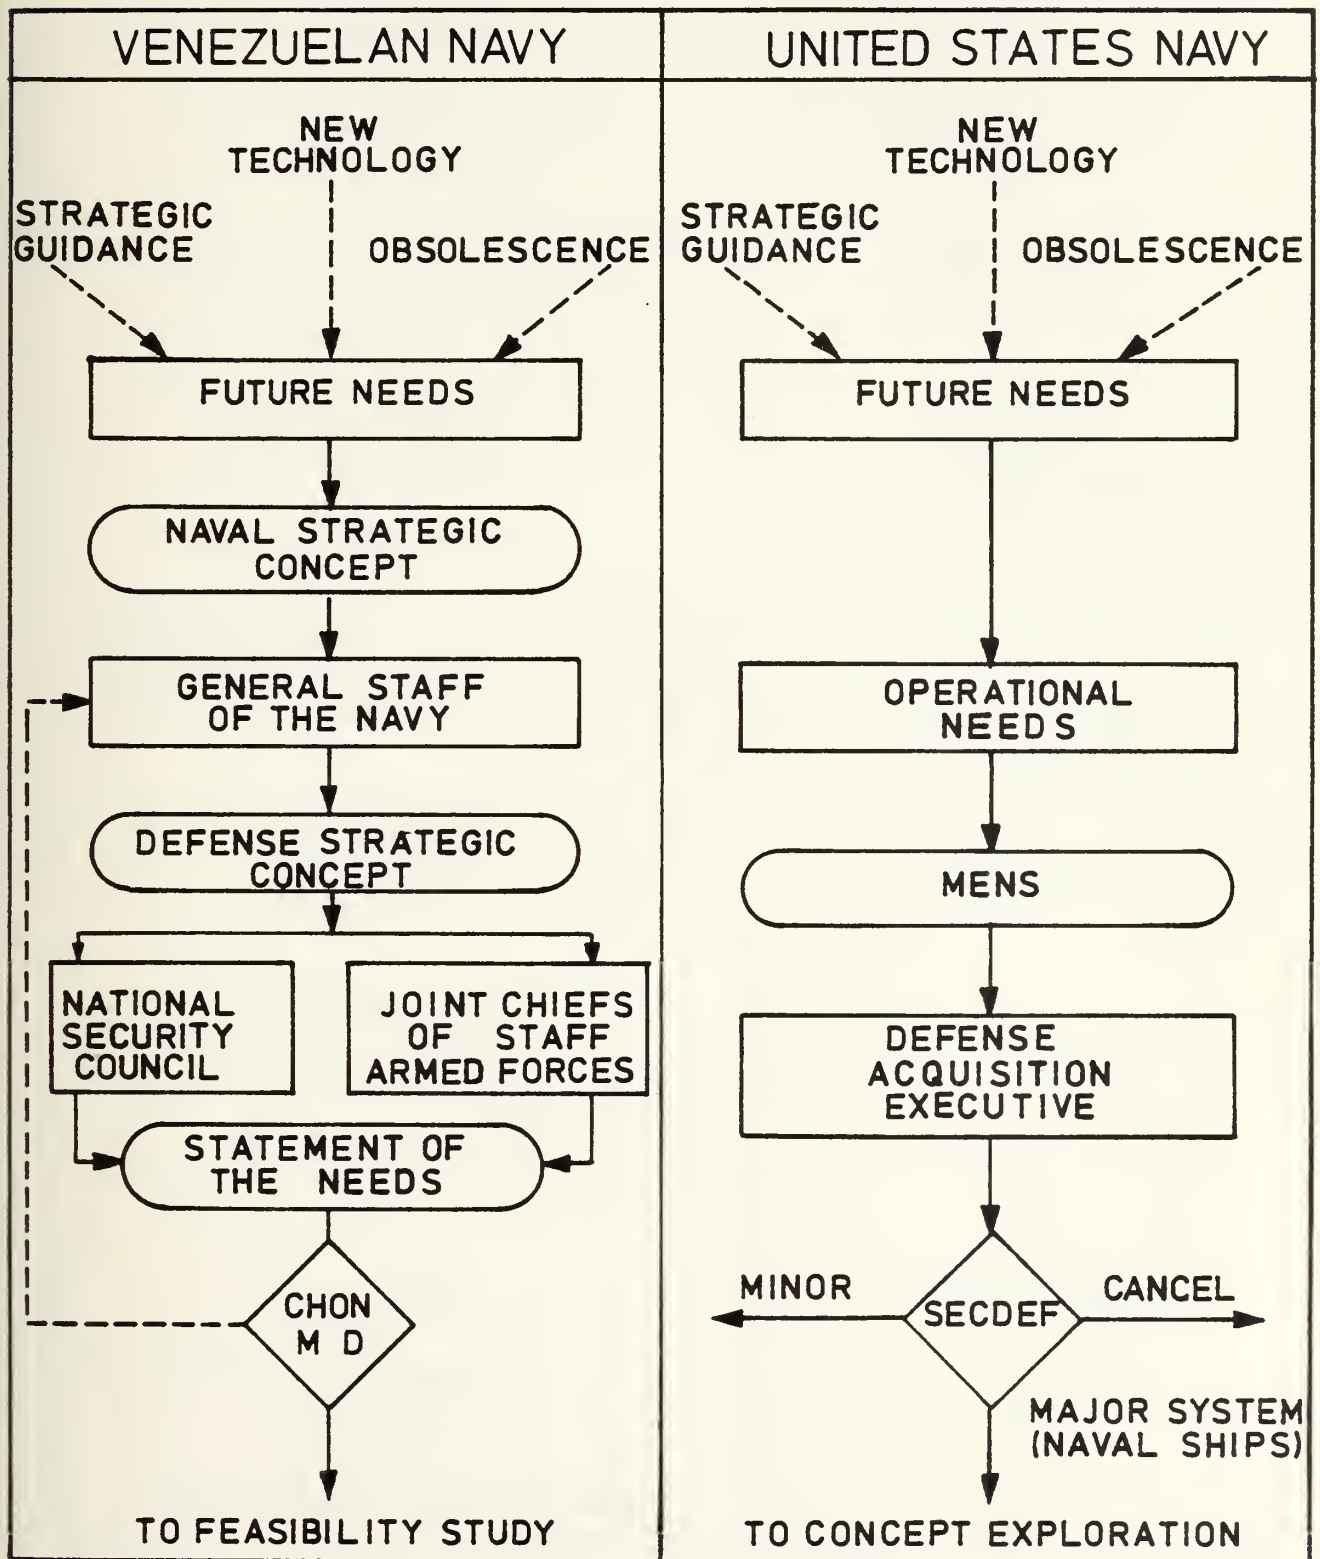 VENEZUELAN NAVY
NEW
TECHNOLOGY
STRATEGIC
GUIDANCE
OBSOLESCENCE
FUTURE NEEDS
NAVAL STRATEGIC
CONCEPT
GENERAL STAFF
OF THE NAVY
DEFENSE STRATEGIC
CONCEPT
NATIONAL
SECURITY
COUNCIL
JOINT CHIEFS
OF STAFF
ARMED FORCES
STATEMENT OF
THE NEEDS
CHON
M D
TO FEASIBILITY STUDY
UNITED STATES NAVY
NEW
TECHNOLOGY
STRATEGIC
GUIDANCE
OBSOLESCENCE
FUTURE NEEDS
OPERATIONAL
NEEDS
MENS
DEFENSE
ACQUISITION
EXECUTIVE
MINOR
SECDEF
CANCEL
MAJOR SYSTEM
(NAVAL SHIPS)
TO CONCEPT EXPLORATION